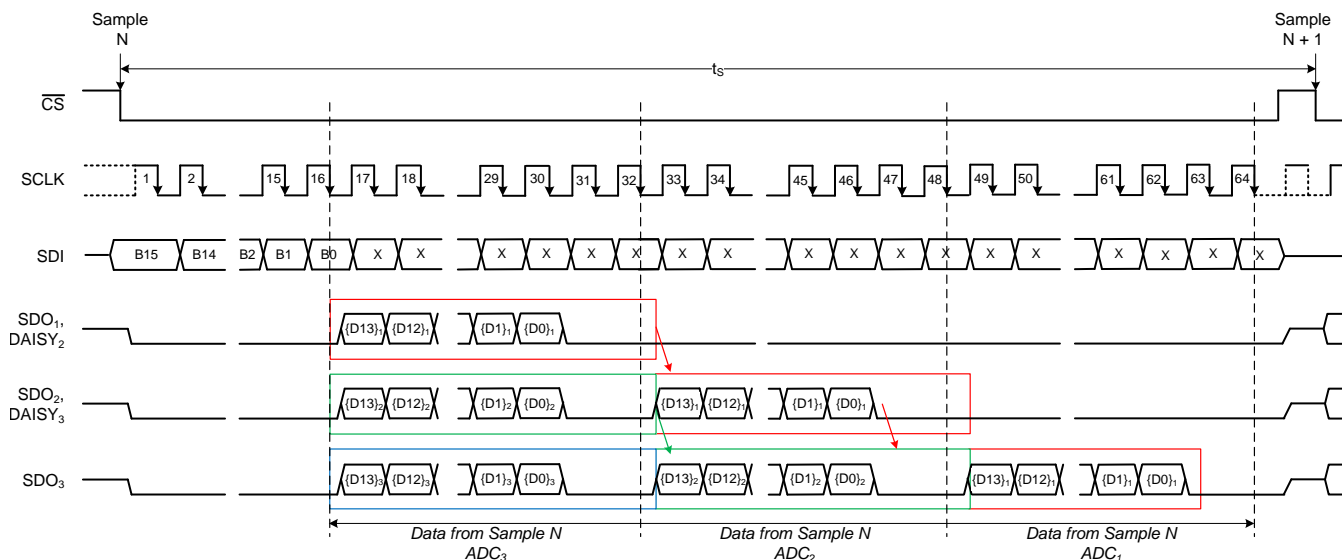 Sample
N
Sample
N + 1
tS
CS
SCLK
1 2 15 16 17 18 29 30 31 32 33 34 45 46 47 48 49 50 61 62 63 64
SDI
B15 B14 B2 B1 B0 X X X X X X X X X X X X X X X X X X
SDO1,
DAISY2
{D13}1 {D12}1 {D1}1 {D0}1
SDO2,
DAISY3
{D13}2 {D12}2 {D1}2 {D0}2 {D13}1 {D12}1 {D1}1 {D0}1
SDO3
{D13}3 {D12}3 {D1}3 {D0}3 {D13}2 {D12}2 {D1}2 {D0}2 {D13}1 {D12}1 {D1}1 {D0}1
Data from Sample N
ADC3
Data from Sample N
ADC2
Data from Sample N
ADC1